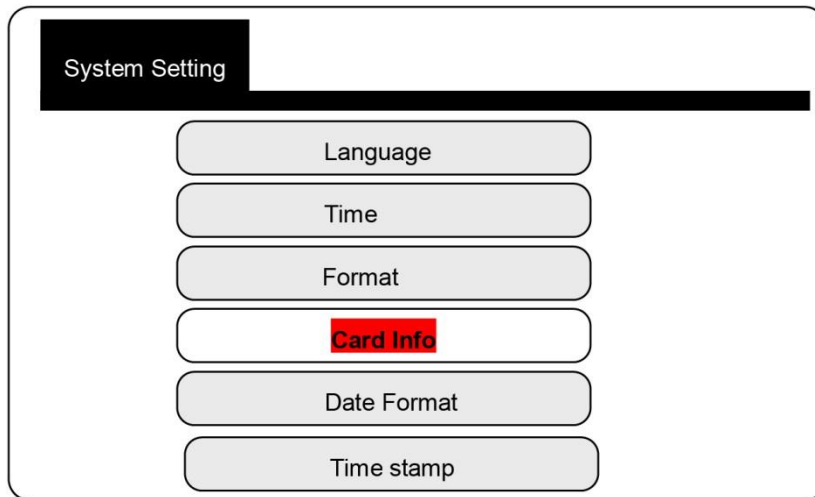 System Setting
Language
Time
Format
Card Info
Date Format
Time stamp